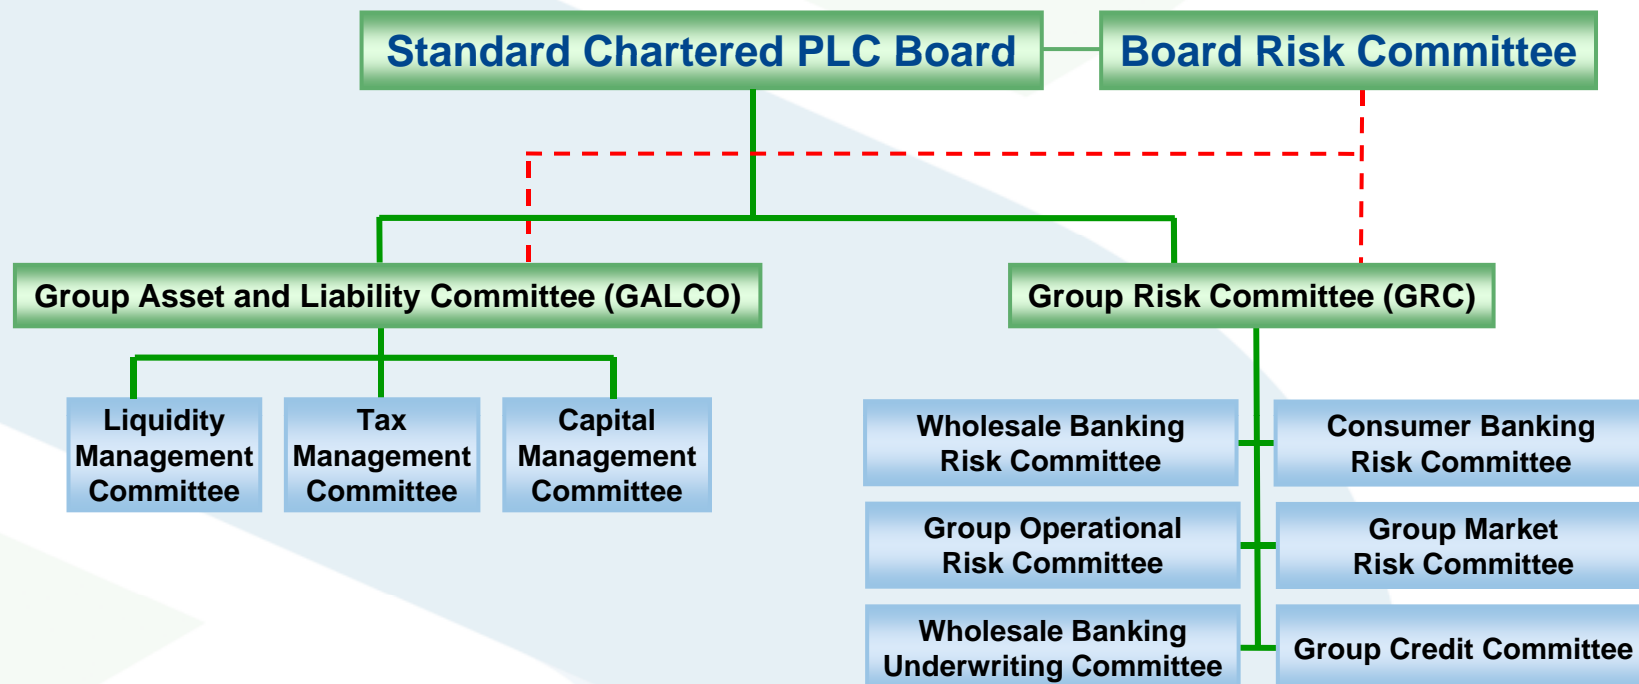 Standard Chartered PLC Board
Board Risk Committee
Group Asset and Liability Committee (GALCO)
Group Risk Committee (GRC)
Liquidity
Management
Committee
Tax
Management
Committee
Capital
Management
Committee
Wholesale Banking
Risk Committee
Consumer Banking
Risk Committee
Group Operational
Risk Committee
Group Market
Risk Committee
Wholesale Banking
Underwriting Committee
Group Credit Committee